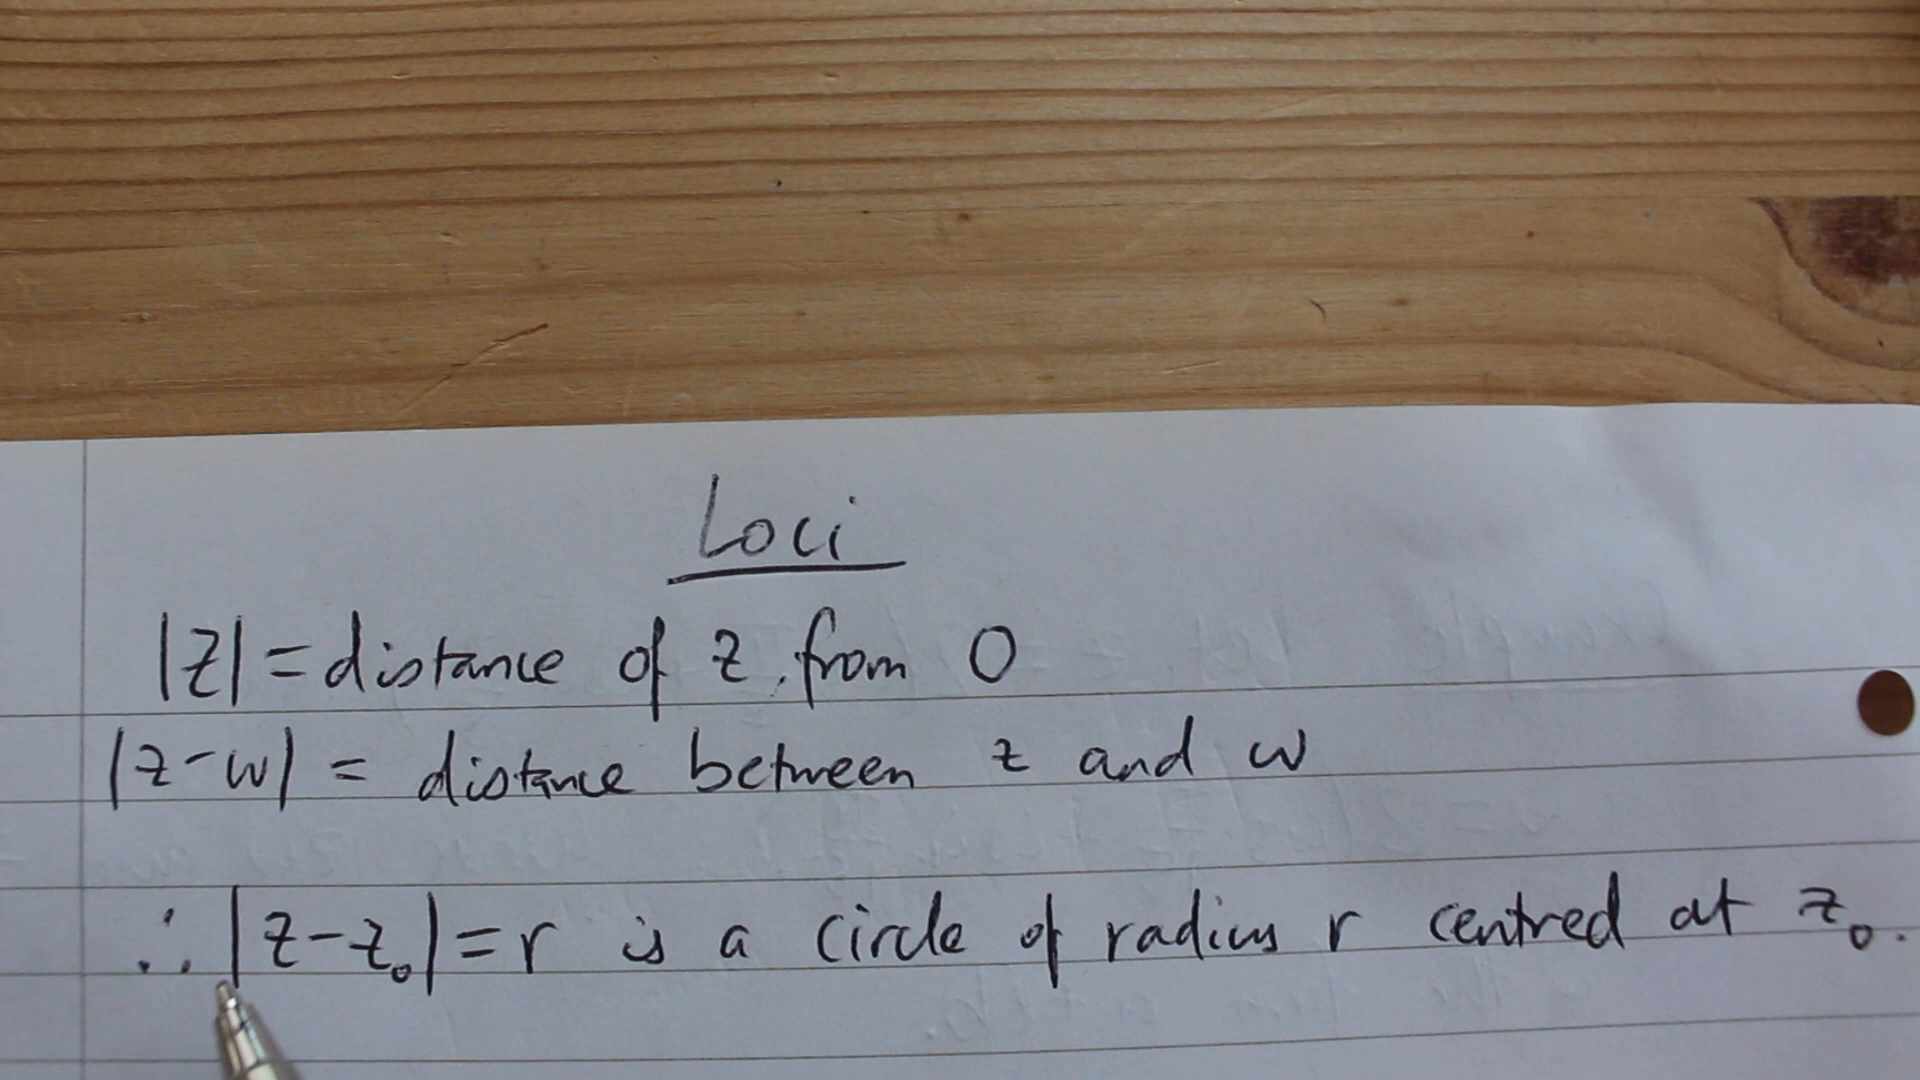 Loci
|z| = distance of z from 0
|z-w| = distance between z and w
∴ |z-z₀| = r is a circle of radius r centred at z₀.